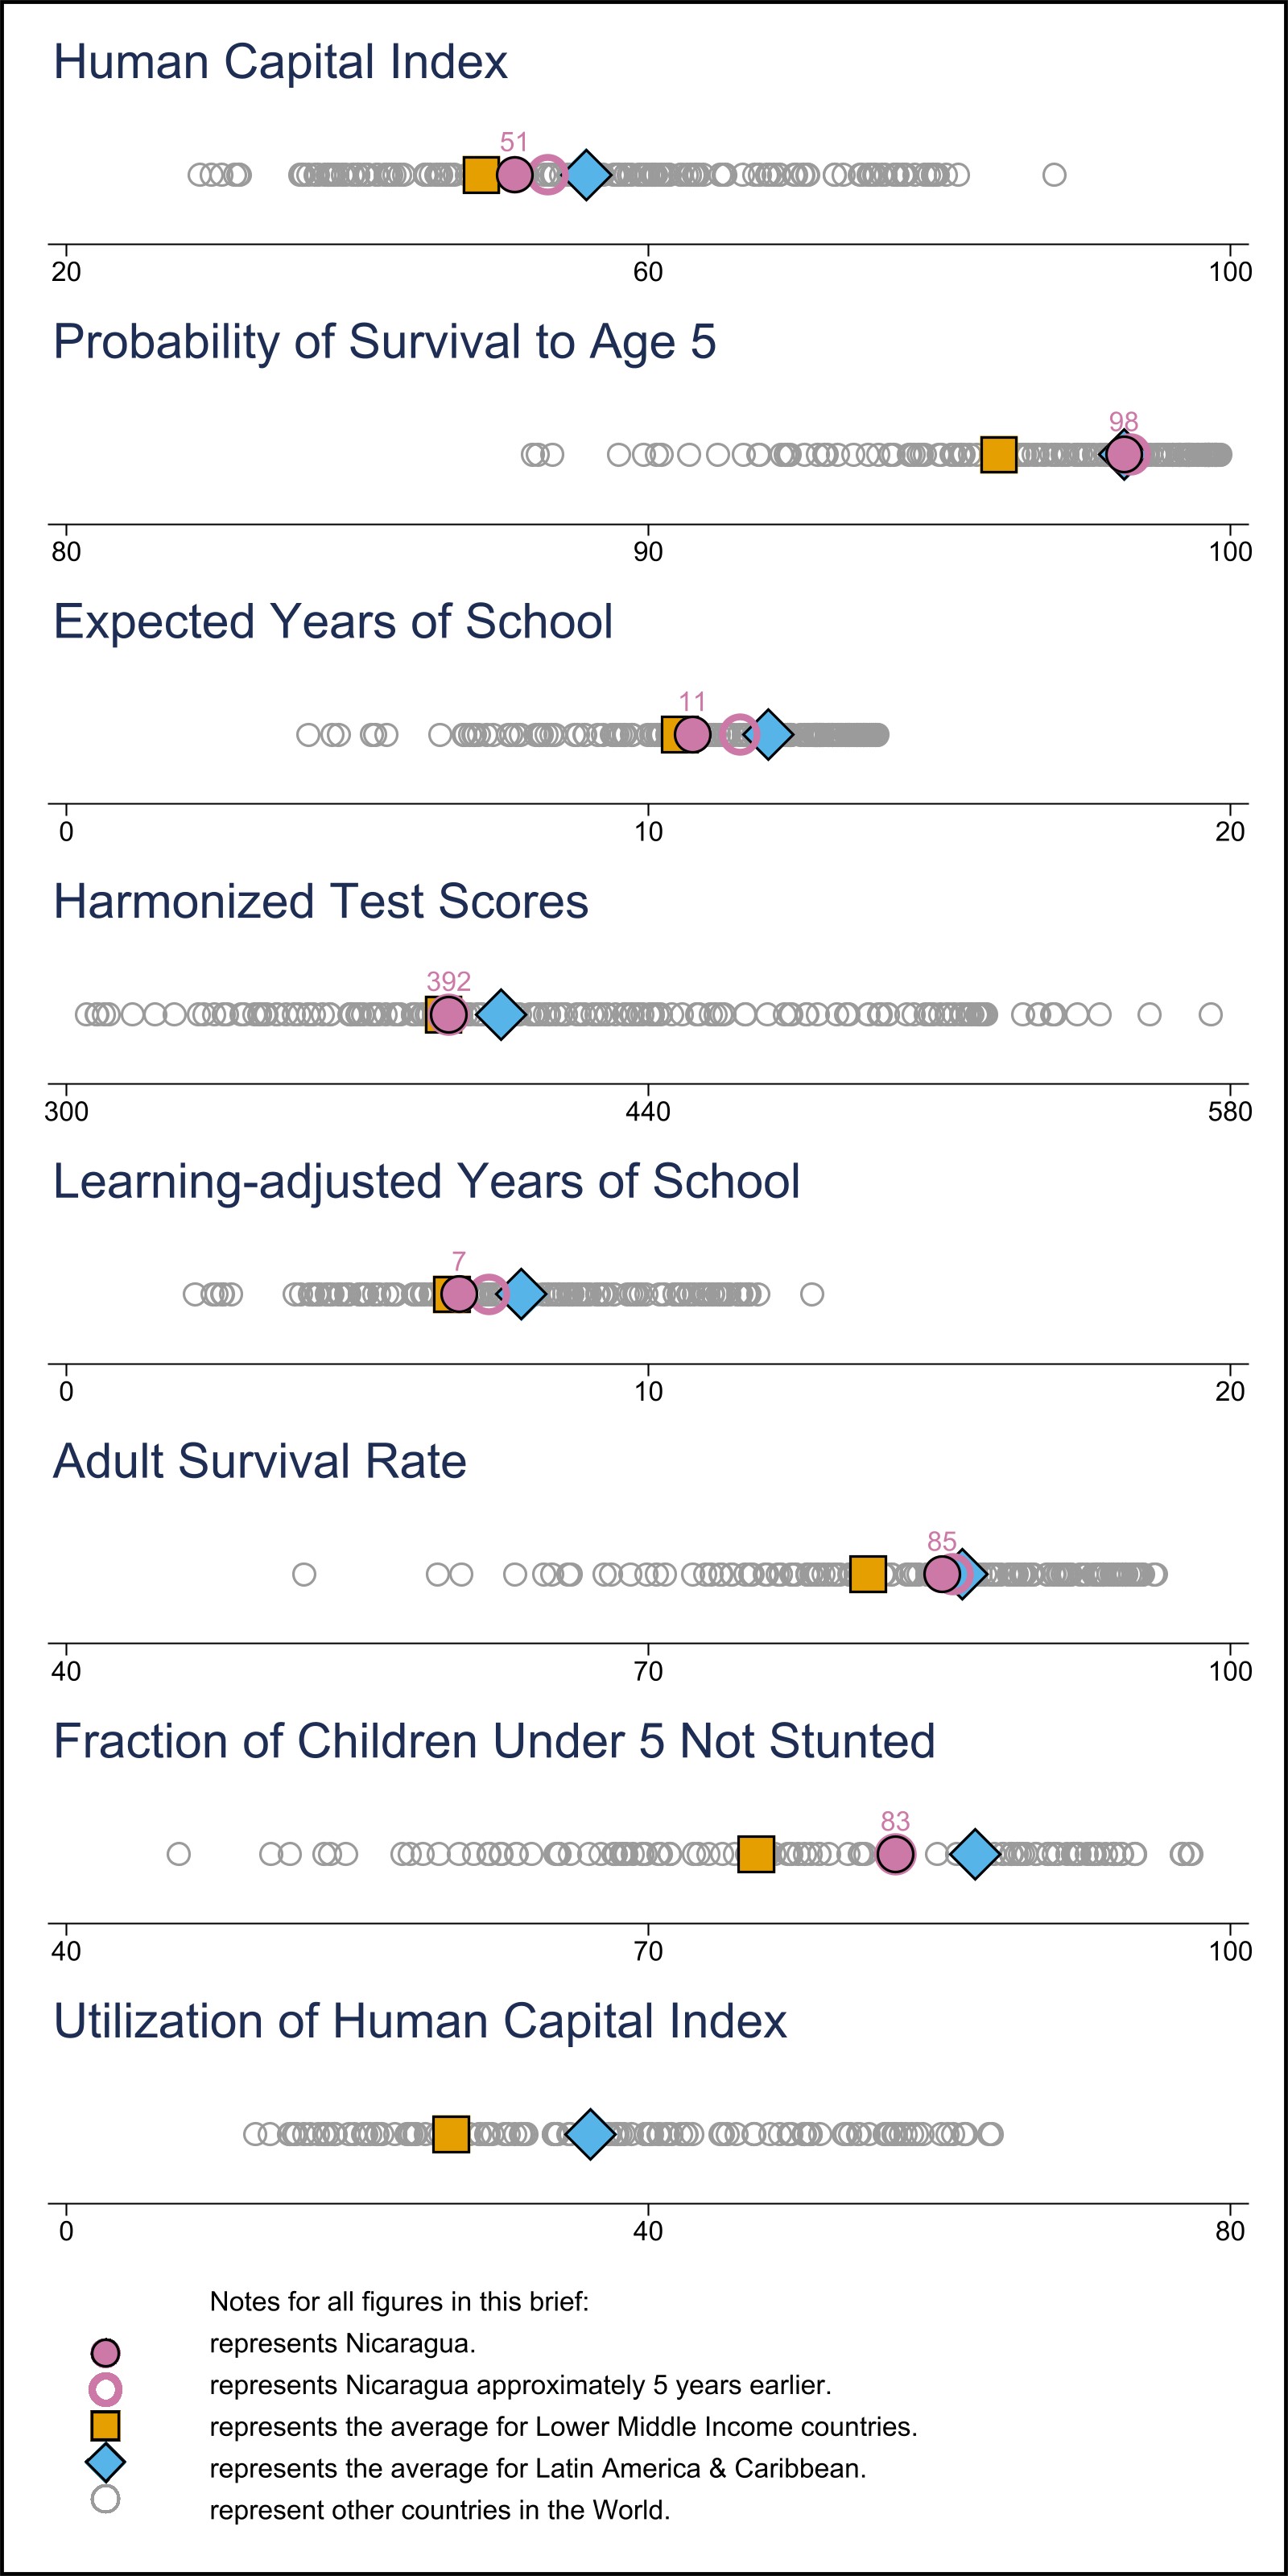 Human Capital Index
51
20 60 100
Probability of Survival to Age 5
98
80 90 100
Expected Years of School
11
0 10 20
Harmonized Test Scores
392
300 440 580
Learning-adjusted Years of School
7
0 10 20
Adult Survival Rate
85
40 70 100
Fraction of Children Under 5 Not Stunted
83
40 70 100
Utilization of Human Capital Index
0 40 80
Notes for all figures in this brief:
represents Nicaragua.
represents Nicaragua approximately 5 years earlier.
represents the average for Lower Middle Income countries.
represents the average for Latin America & Caribbean.
represent other countries in the World.